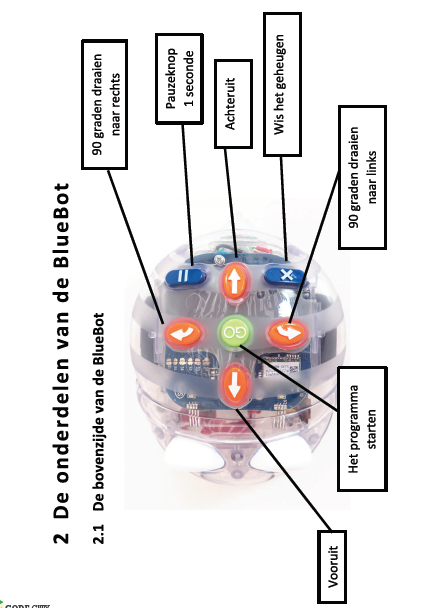 2 De onderdelen van de BlueBot
2.1 De bovenzijde van de BlueBot
90 graden draaien
naar rechts
Pauzeknop
1 seconde
Achteruit
Wis het geheugen
90 graden draaien
naar links
GO
Het programma
starten
Vooruit